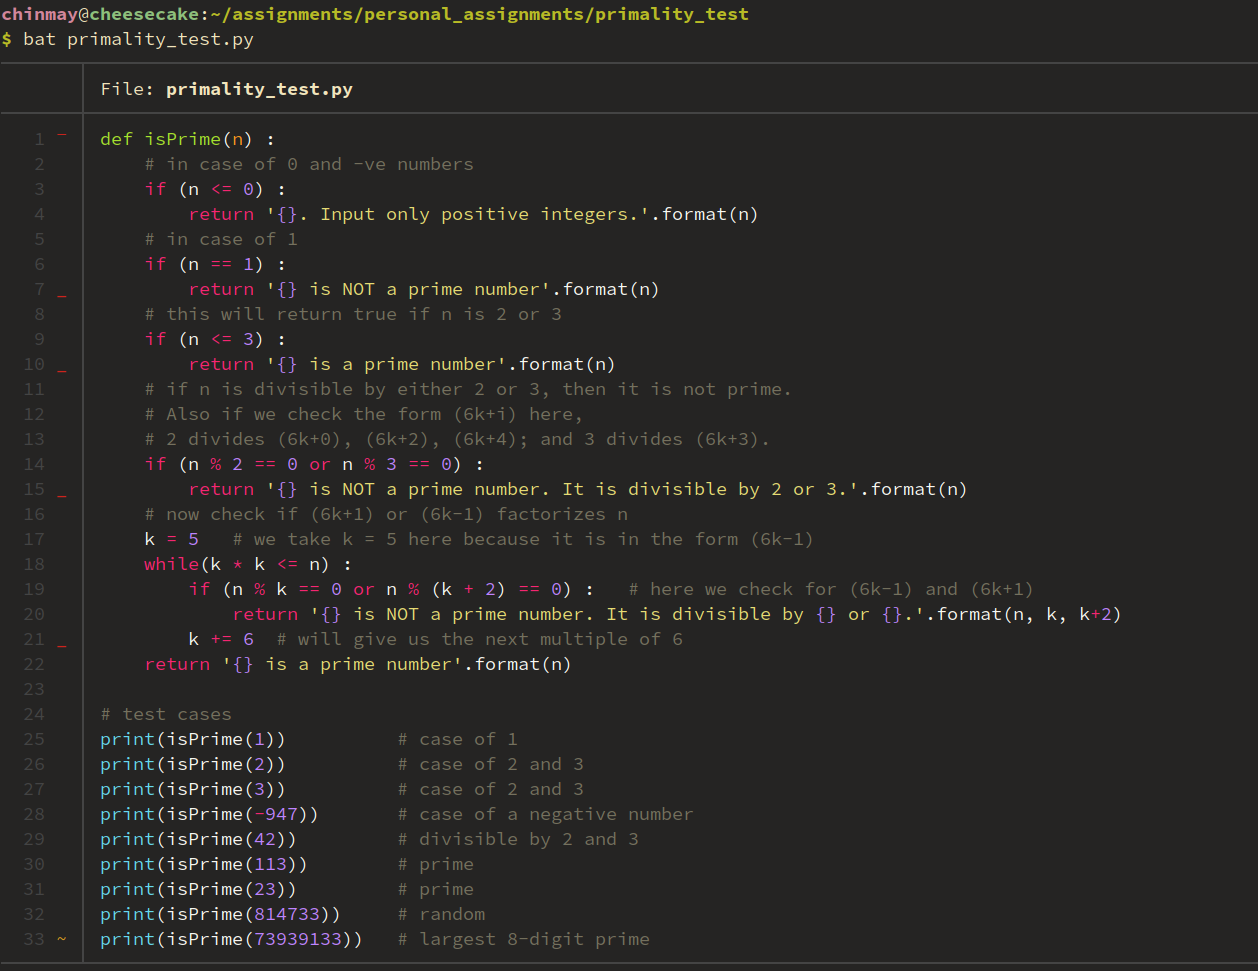 chinmay@cheesecake:~/assignments/personal_assignments/primality_test
$ bat primality_test.py
File: primality_test.py
1 _ def isPrime(n) :
2 # in case of 0 and -ve numbers
3 if (n <= 0) :
4 return '{}. Input only positive integers.'.format(n)
5 # in case of 1
6 if (n == 1) :
7 _ return '{} is NOT a prime number'.format(n)
8 # this will return true if n is 2 or 3
9 if (n <= 3) :
10 _ return '{} is a prime number'.format(n)
11 # if n is divisible by either 2 or 3, then it is not prime.
12 # Also if we check the form (6k+i) here,
13 # 2 divides (6k+0), (6k+2), (6k+4); and 3 divides (6k+3).
14 if (n % 2 == 0 or n % 3 == 0) :
15 _ return '{} is NOT a prime number. It is divisible by 2 or 3.'.format(n)
16 # now check if (6k+1) or (6k-1) factorizes n
17 k = 5   # we take k = 5 here because it is in the form (6k-1)
18 while(k * k <= n) :
19 if (n % k == 0 or n % (k + 2) == 0) :   # here we check for (6k-1) and (6k+1)
20 return '{} is NOT a prime number. It is divisible by {} or {}.'.format(n, k, k+2)
21 _ k += 6  # will give us the next multiple of 6
22 return '{} is a prime number'.format(n)
23
24 # test cases
25 print(isPrime(1))          # case of 1
26 print(isPrime(2))          # case of 2 and 3
27 print(isPrime(3))          # case of 2 and 3
28 print(isPrime(-947))       # case of a negative number
29 print(isPrime(42))         # divisible by 2 and 3
30 print(isPrime(113))        # prime
31 print(isPrime(23))         # prime
32 print(isPrime(814733))     # random
33 ~ print(isPrime(73939133))   # largest 8-digit prime